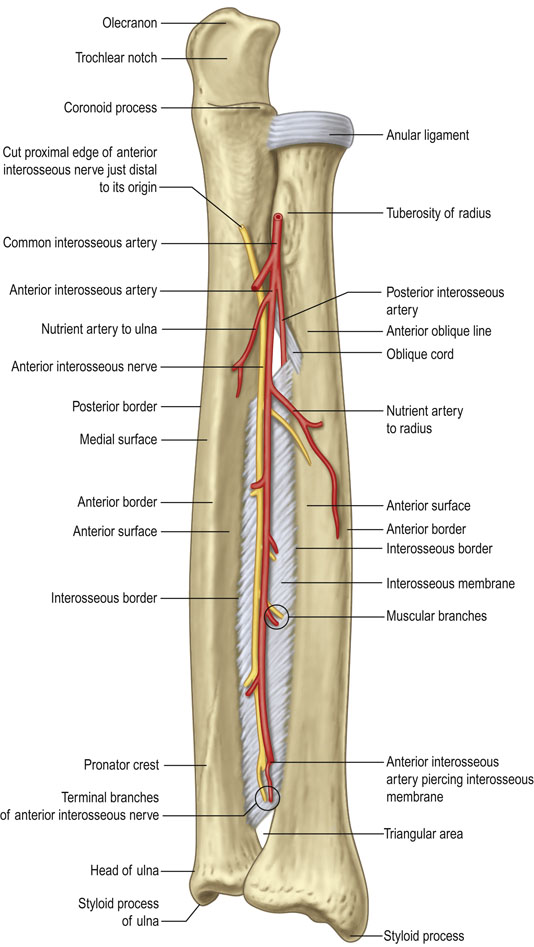 Olecranon
Trochlear notch
Coronoid process
Cut proximal edge of anterior
interosseous nerve just distal
to its origin
Common interosseous artery
Anterior interosseous artery
Nutrient artery to ulna
Anterior interosseous nerve
Posterior border
Medial surface
Anterior border
Anterior surface
Interosseous border
Pronator crest
Terminal branches
of anterior interosseous nerve
Head of ulna
Styloid process
of ulna
Anular ligament
Tuberosity of radius
Posterior interosseous
artery
Anterior oblique line
Oblique cord
Nutrient artery
to radius
Anterior surface
Anterior border
Interosseous border
Interosseous membrane
Muscular branches
Anterior interosseous
artery piercing interosseous
membrane
Triangular area
Styloid process